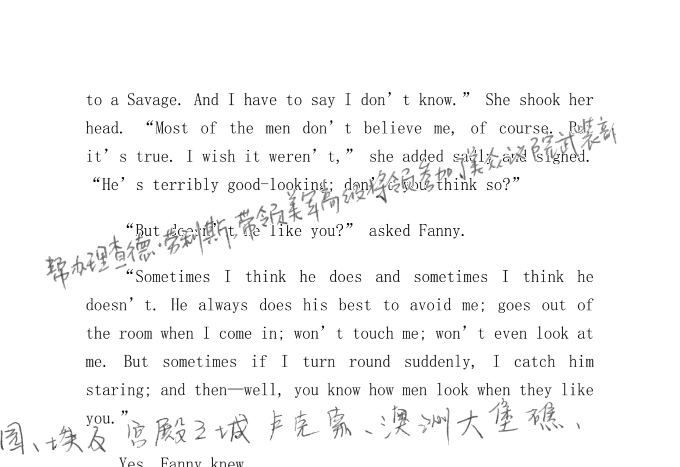 to a Savage. And I have to say I don’t know.” She shook her
head. “Most of the men don’t believe me, of course. But
it’s true. I wish it weren’t,” she added sadly and sighed.
“He’s terribly good-looking; don’t you think so?”
“But doesn’t he like you?” asked Fanny.
帮办理查德·劳利斯,带领美军高级将领参加了美众议院武装部
“Sometimes I think he does and sometimes I think he
doesn’t. He always does his best to avoid me; goes out of
the room when I come in; won’t touch me; won’t even look at
me. But sometimes if I turn round suddenly, I catch him
staring; and then—well, you know how men look when they like
you.”
园、埃及宫殿王城卢克索、澳洲大堡礁、
Yes, Fanny knew